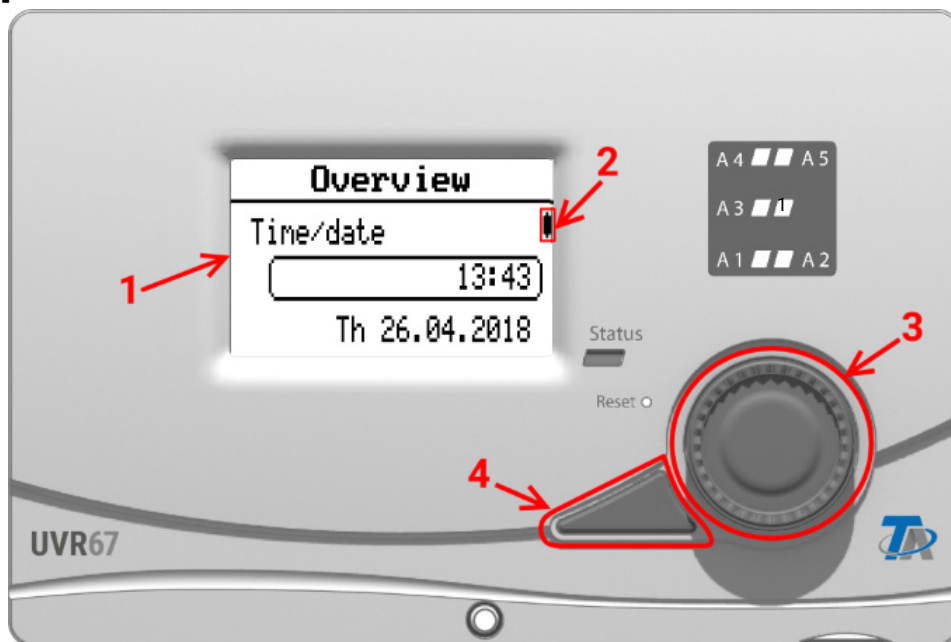 Overview
Time/date
13:43
Th 26.04.2018
1
2
3
4
A4 A5
A3 1
A1 A2
Status
Reset
UVR67
TA